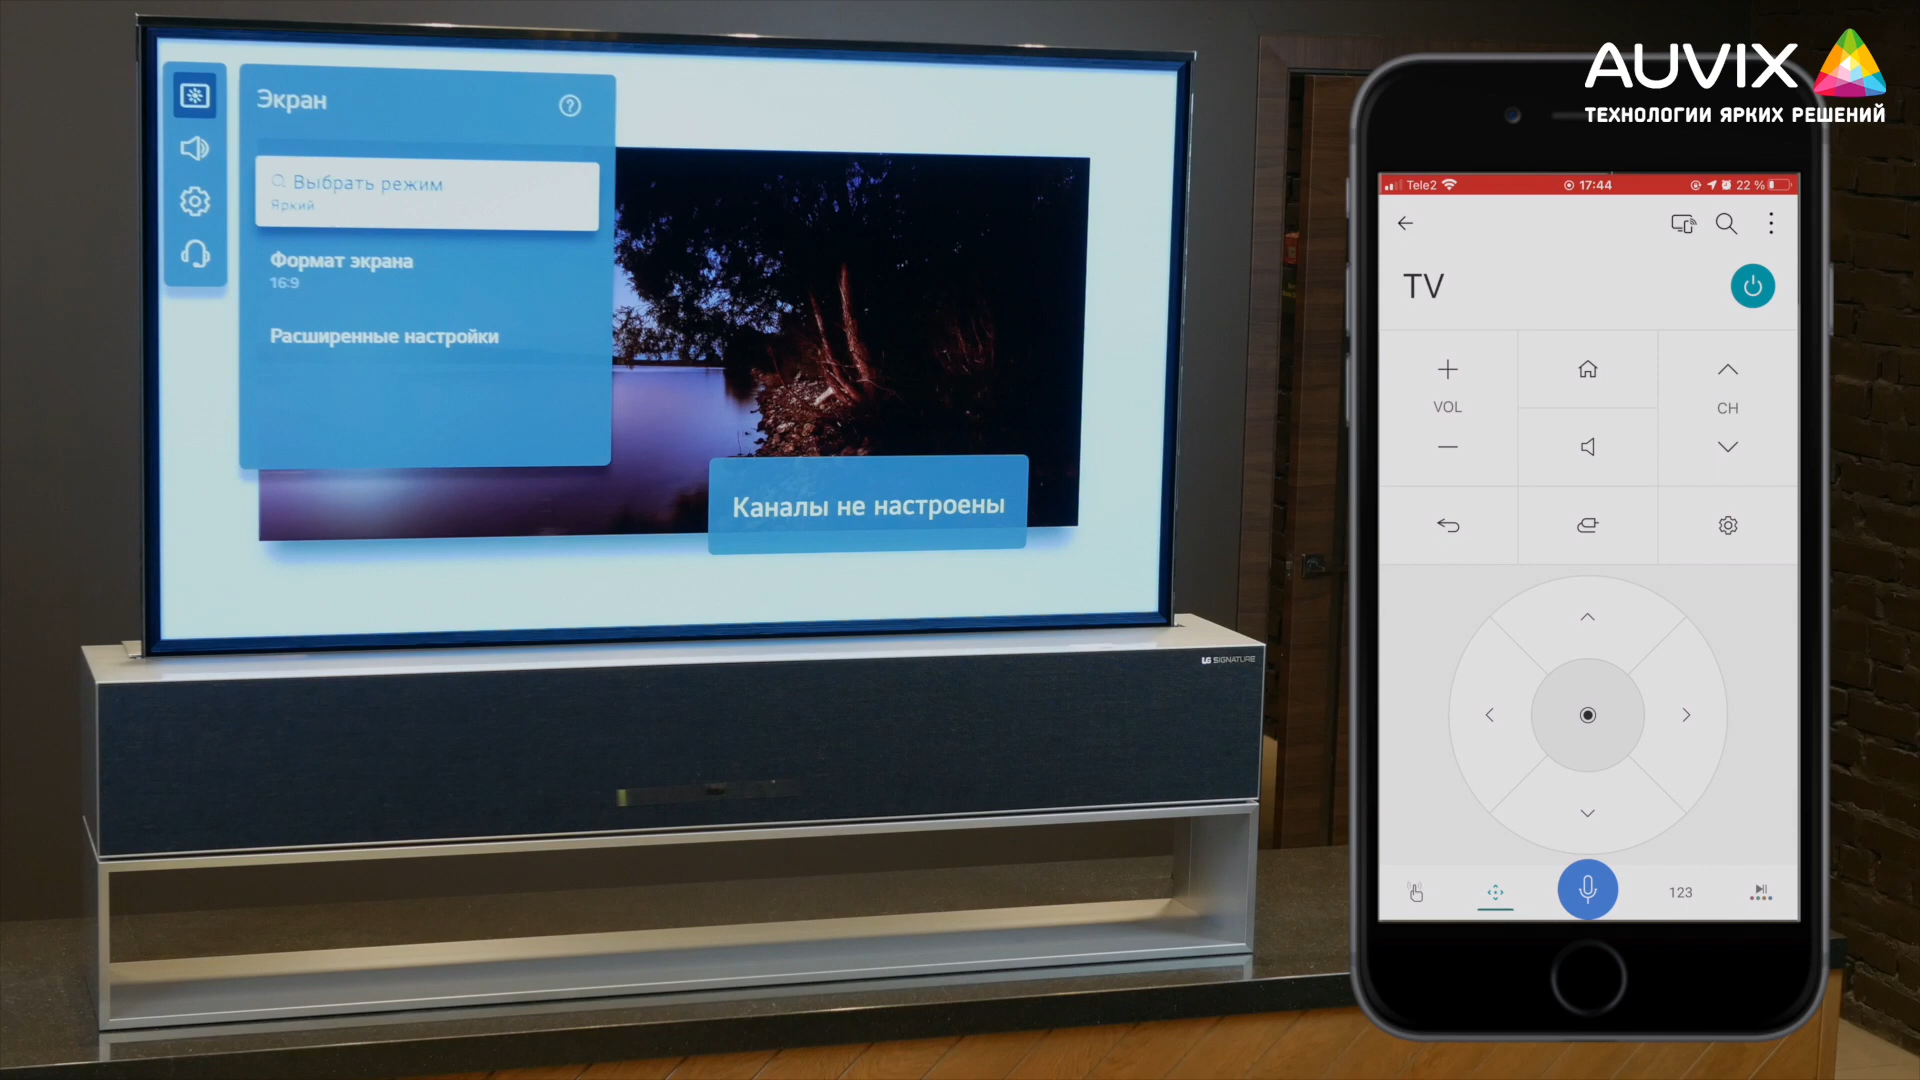 Экран
Выбрать режим
Яркий
Формат экрана
16:9
Расширенные настройки
Каналы не настроены
LG SIGNATURE
AUVIX
ТЕХНОЛОГИИ ЯРКИХ РЕШЕНИЙ
Tele2 17:44 22 %
TV
VOL
CH
123